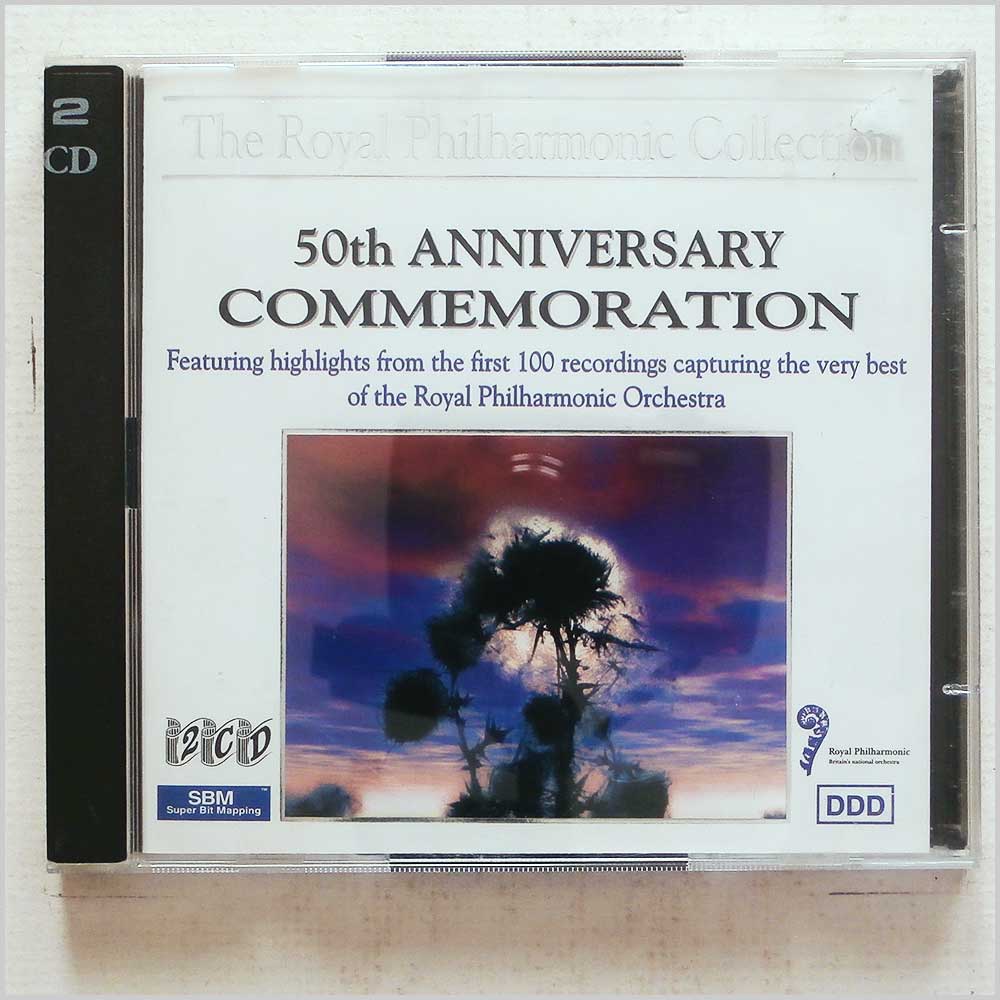 2
CD
The Royal Philharmonic Collection
50th ANNIVERSARY
COMMEMORATION
Featuring highlights from the first 100 recordings capturing the very best
of the Royal Philharmonic Orchestra
2CD
SBM™
Super Bit Mapping
Royal Philharmonic
Britain's national orchestra
DDD